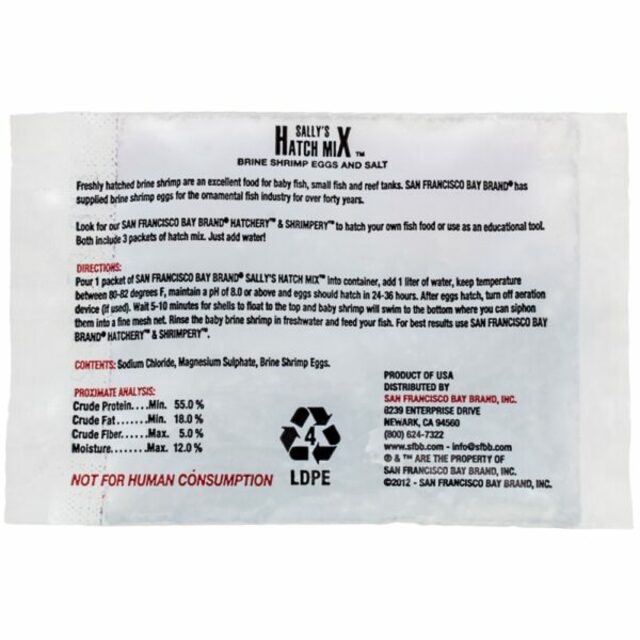 SALLY'S
HATCH MIX ™
BRINE SHRIMP EGGS AND SALT
Freshly hatched brine shrimp are an excellent food for baby fish, small fish and reef tanks. SAN FRANCISCO BAY BRAND® has
supplied brine shrimp eggs for the ornamental fish industry for over forty years.
Look for our SAN FRANCISCO BAY BRAND® HATCHERY™ & SHRIMPERY™ to hatch your own fish food or use as an educational tool.
Both include 3 packets of hatch mix. Just add water!
DIRECTIONS:
Pour 1 packet of SAN FRANCISCO BAY BRAND® SALLY'S HATCH MIX™ into container, add 1 liter of water, keep temperature
between 80-82 degrees F, maintain a pH of 8.0 or above and eggs should hatch in 24-36 hours. After eggs hatch, turn off aeration
device (if used). Wait 5-10 minutes for shells to float to the top and baby shrimp will swim to the bottom where you can siphon
them into a fine mesh net. Rinse the baby brine shrimp in freshwater and feed your fish. For best results use SAN FRANCISCO BAY
BRAND® HATCHERY™ & SHRIMPERY™.
CONTENTS: Sodium Chloride, Magnesium Sulphate, Brine Shrimp Eggs.
PROXIMATE ANALYSIS:
Crude Protein....Min. 55.0 %
Crude Fat.......Min. 18.0 %
Crude Fiber......Max. 5.0 %
Moisture........Max. 12.0 %
NOT FOR HUMAN CONSUMPTION
4
LDPE
PRODUCT OF USA
DISTRIBUTED BY
SAN FRANCISCO BAY BRAND, INC.
8239 ENTERPRISE DRIVE
NEWARK, CA 94560
(800) 624-7322
www.sfbb.com - info@sfbb.com
® & ™ ARE THE PROPERTY OF
SAN FRANCISCO BAY BRAND, INC.
©2012 - SAN FRANCISCO BAY BRAND, INC.